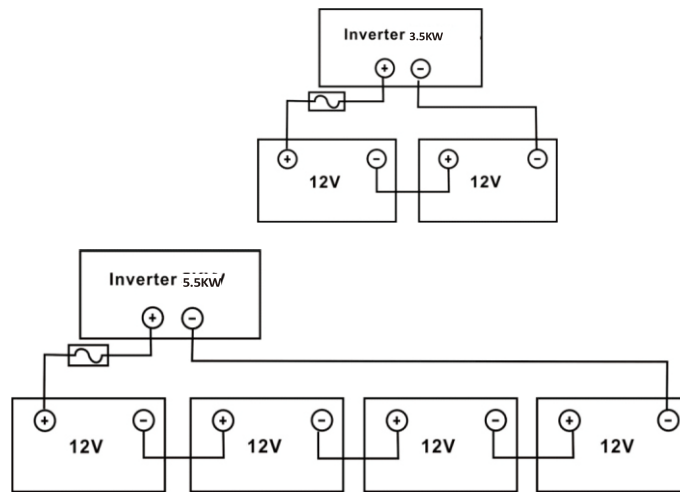 Inverter 3.5KW
+ −
+ − + −
12V 12V
Inverter 5.5KW
+ −
+ − + − + − + −
12V 12V 12V 12V